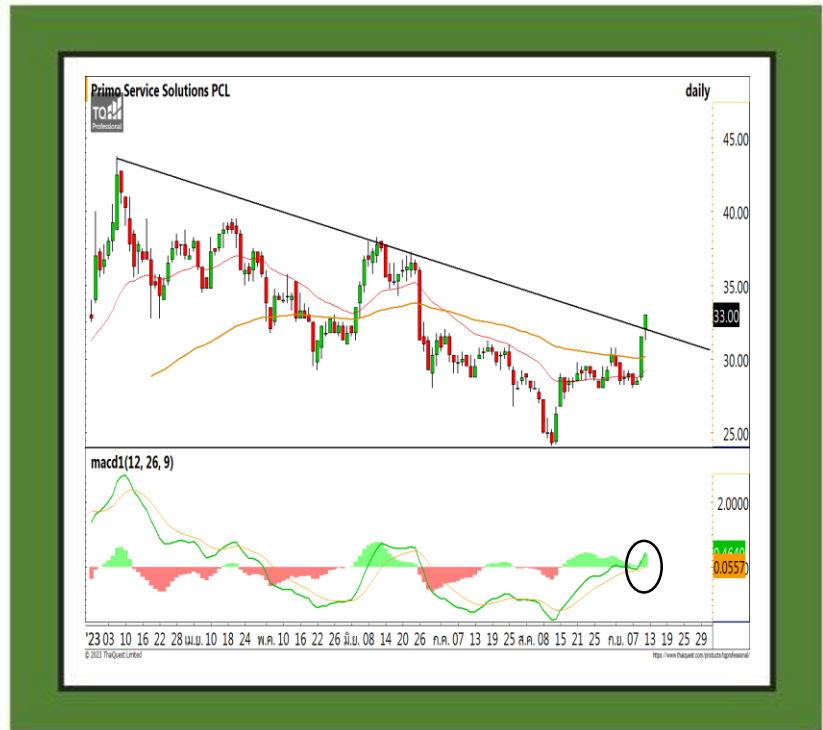 Primo Service Solutions PCL daily
TQ
Professional
45.00
40.00
35.00
33.00
30.00
25.00
macd1(12, 26, 9)
2.0000
0.4649
0.0557
'23 03 10 16 22 28 เม.ย. 10 18 24 พ.ค. 10 16 22 26 มิ.ย. 08 14 20 26 ก.ค. 07 13 19 25 ส.ค. 08 15 21 25 ก.ย. 07 13 19 25 29
© 2023 ThaiQuest Limited https://www.thaiquest.com/products/tqprofessional/